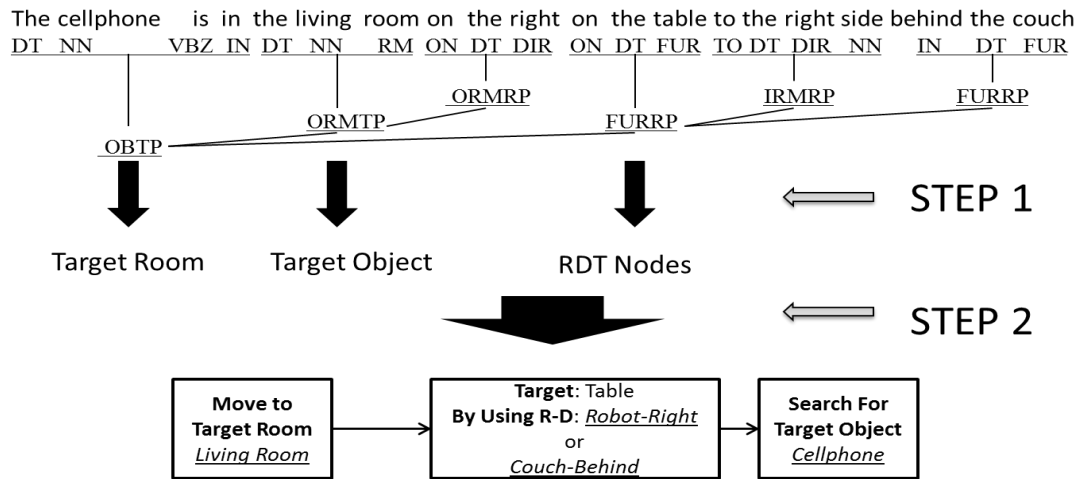 The cellphone is in the living room on the right on the table to the right side behind the couch
DT NN VBZ IN DT NN RM ON DT DIR ON DT FUR TO DT DIR NN IN DT FUR
ORMRP IRMRP FURRP
ORMTP FURRP
OBTP
STEP 1
Target Room Target Object RDT Nodes
STEP 2
Move to
Target Room
Living Room
Target: Table
By Using R-D: Robot-Right
or
Couch-Behind
Search For
Target Object
Cellphone